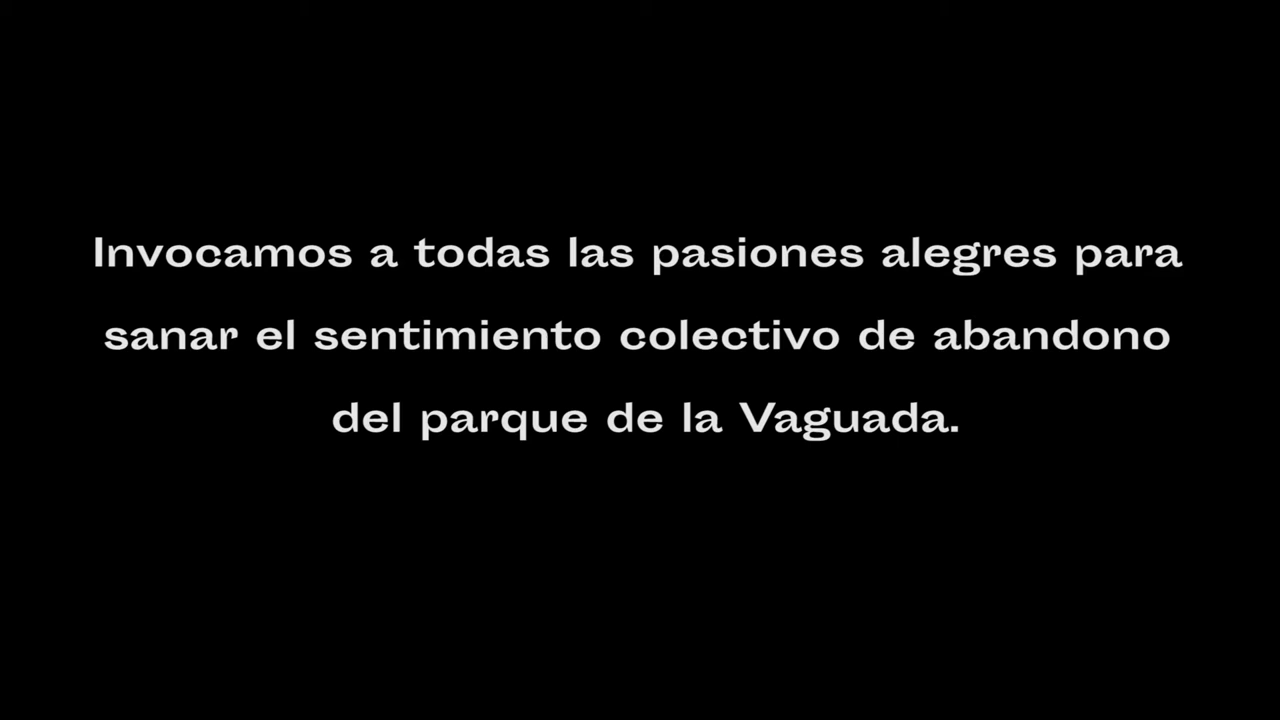 Invocamos a todas las pasiones alegres para
sanar el sentimiento colectivo de abandono
del parque de la Vaguada.